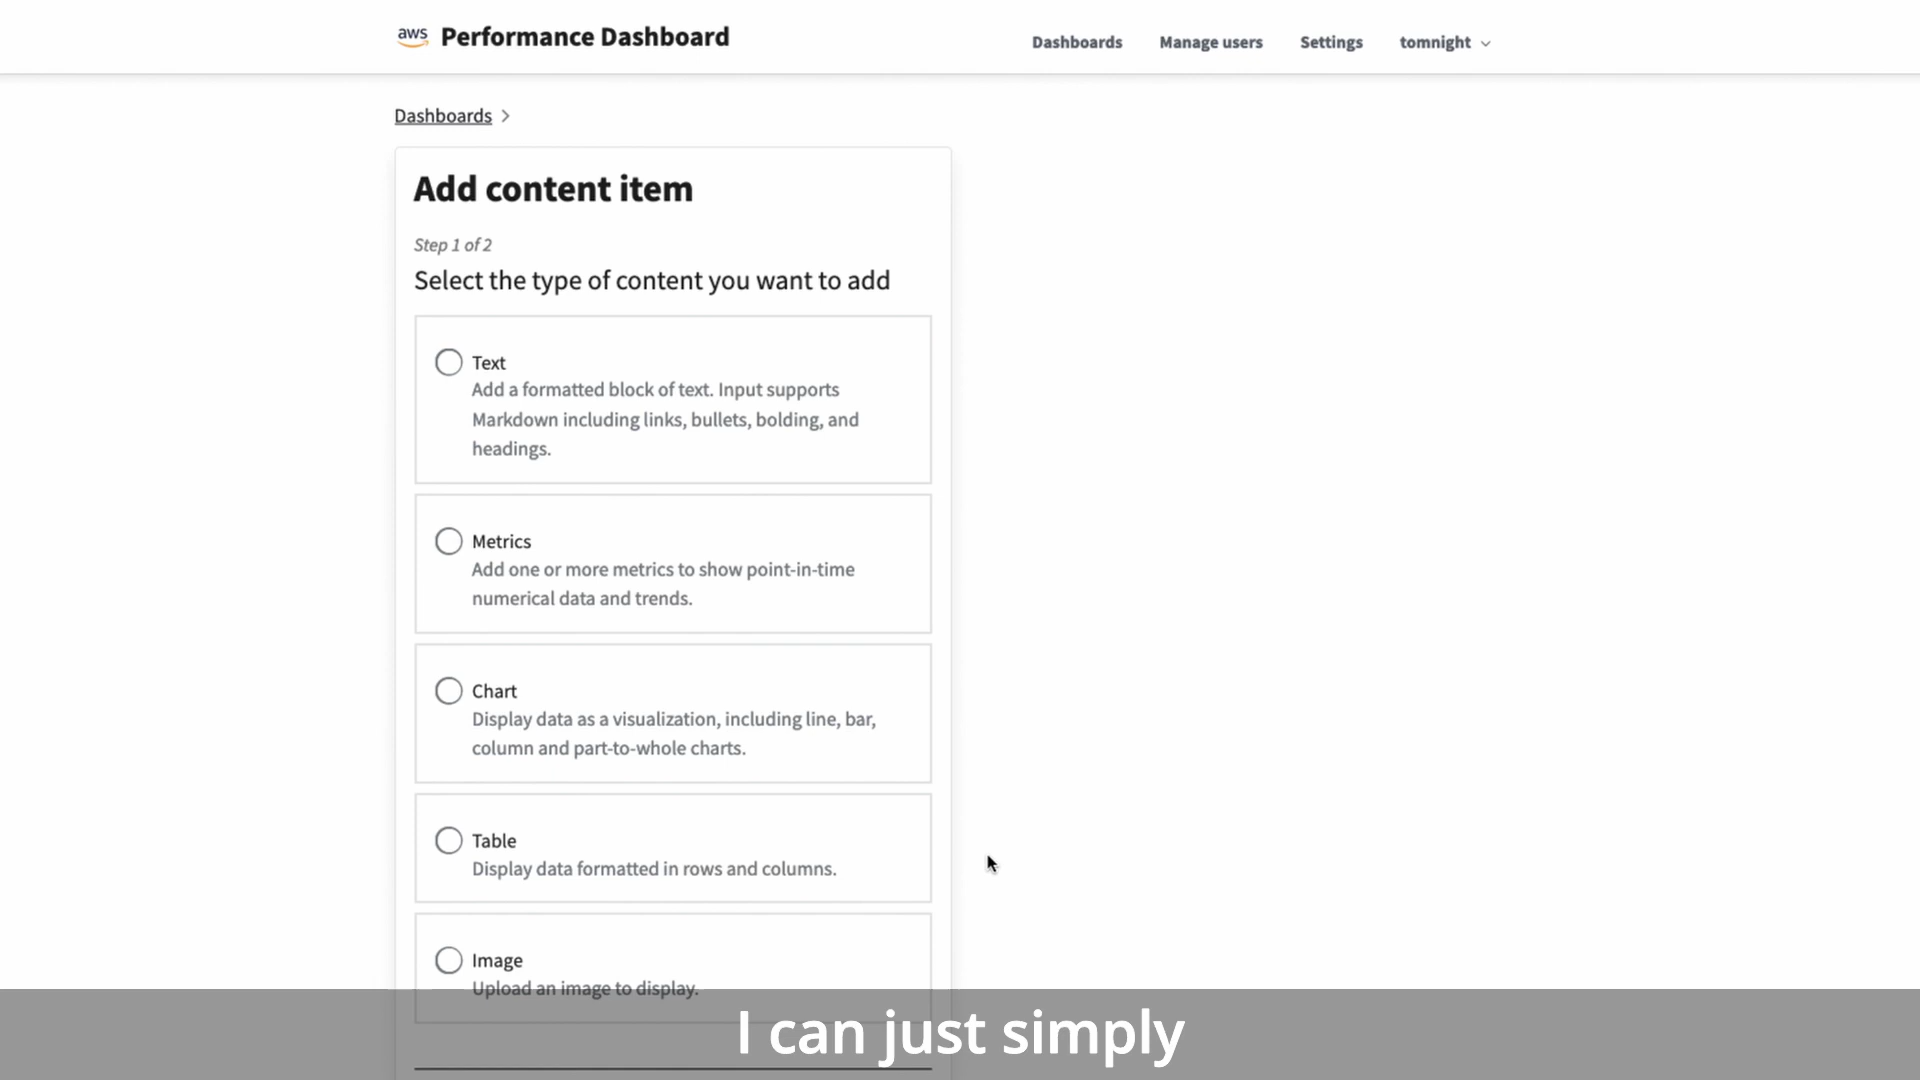 aws Performance Dashboard
Dashboards Manage users Settings tomnight
Dashboards
Add content item
Step 1 of 2
Select the type of content you want to add
Text
Add a formatted block of text. Input supports
Markdown including links, bullets, bolding, and
headings.
Metrics
Add one or more metrics to show point-in-time
numerical data and trends.
Chart
Display data as a visualization, including line, bar,
column and part-to-whole charts.
Table
Display data formatted in rows and columns.
Image
Upload an image to display.
I can just simply